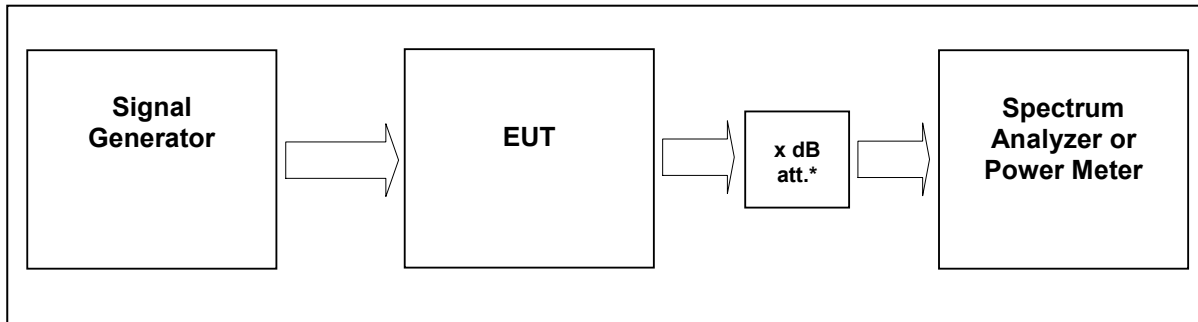 Signal
Generator
EUT
x dB
att.*
Spectrum
Analyzer or
Power Meter